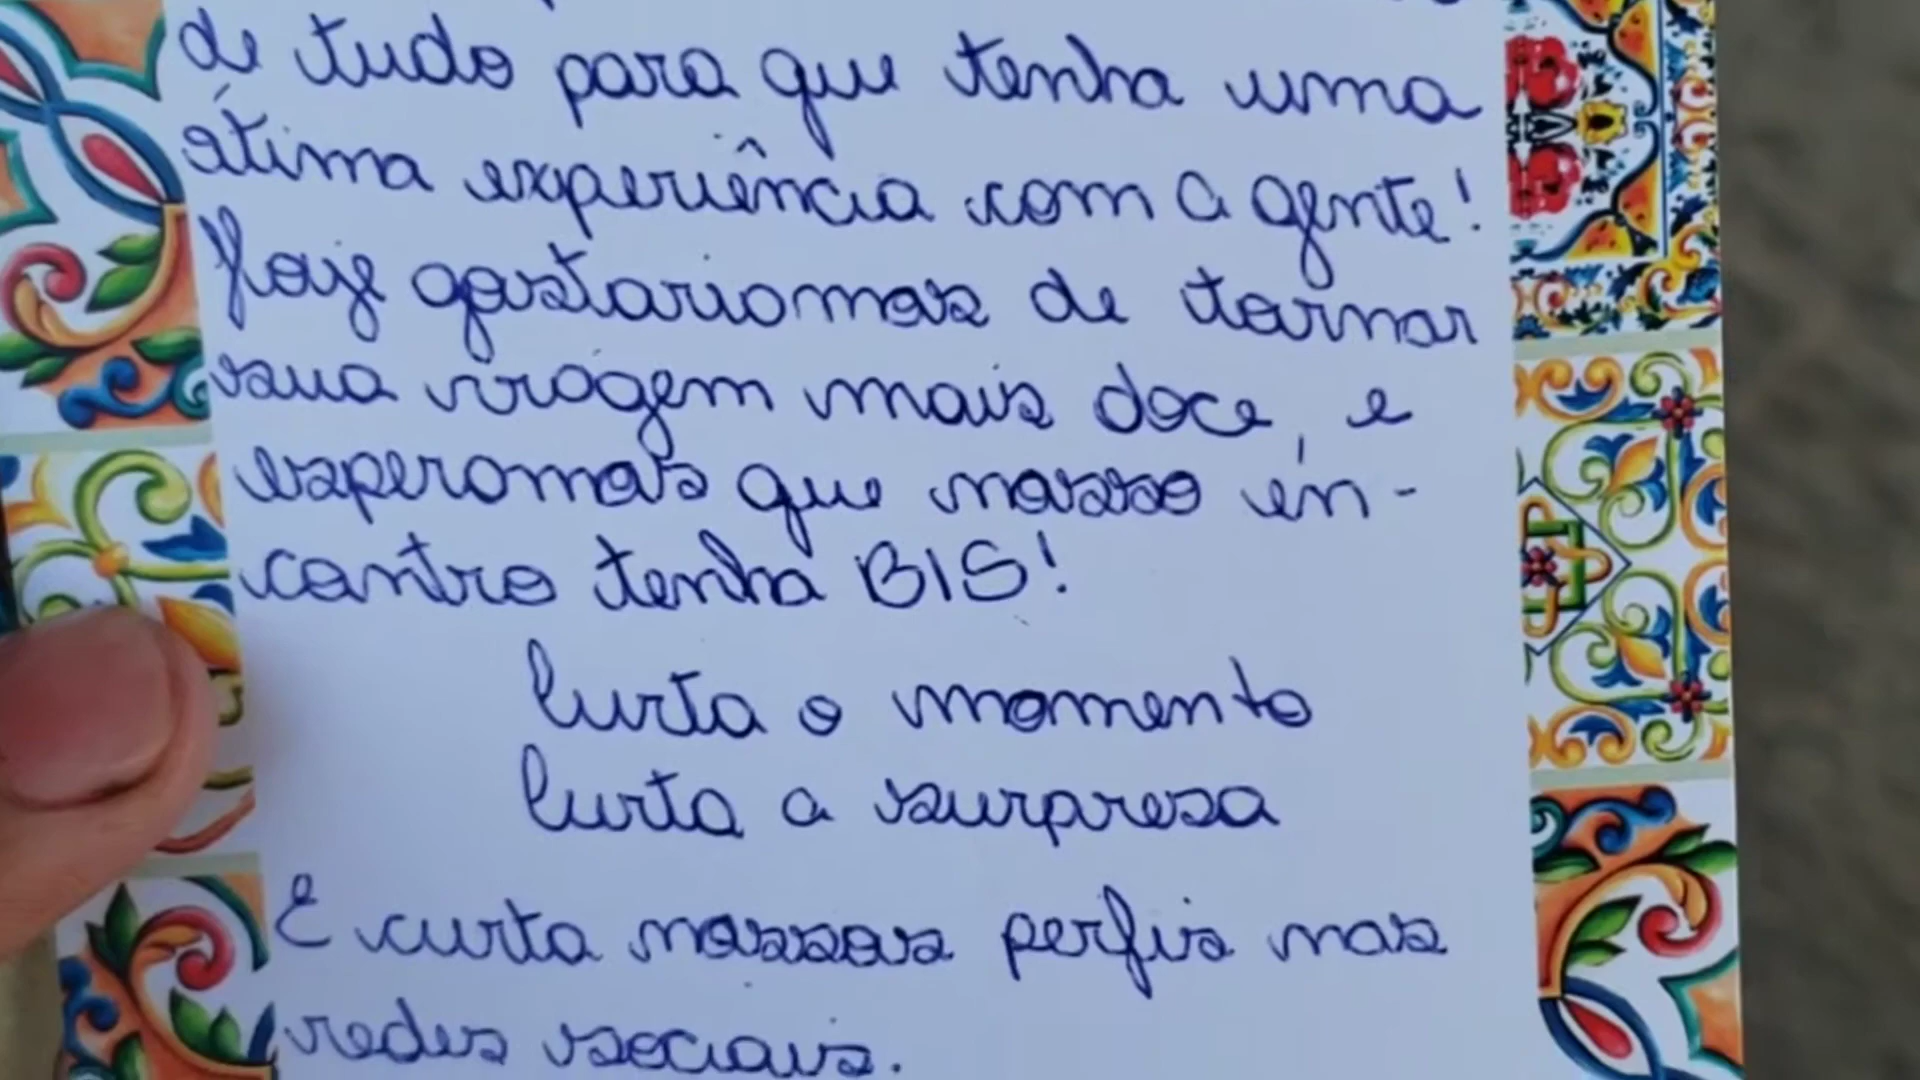 de tudo para que tenha uma
ótima experiência com a gente!
Hoje gostariamos de tornar
sua viagem mais doce, e
esperamos que nosso en-
contro tenha BIS!
Curta o momento
Curta a surpresa
E curta nossos perfis nas
redes sociais.